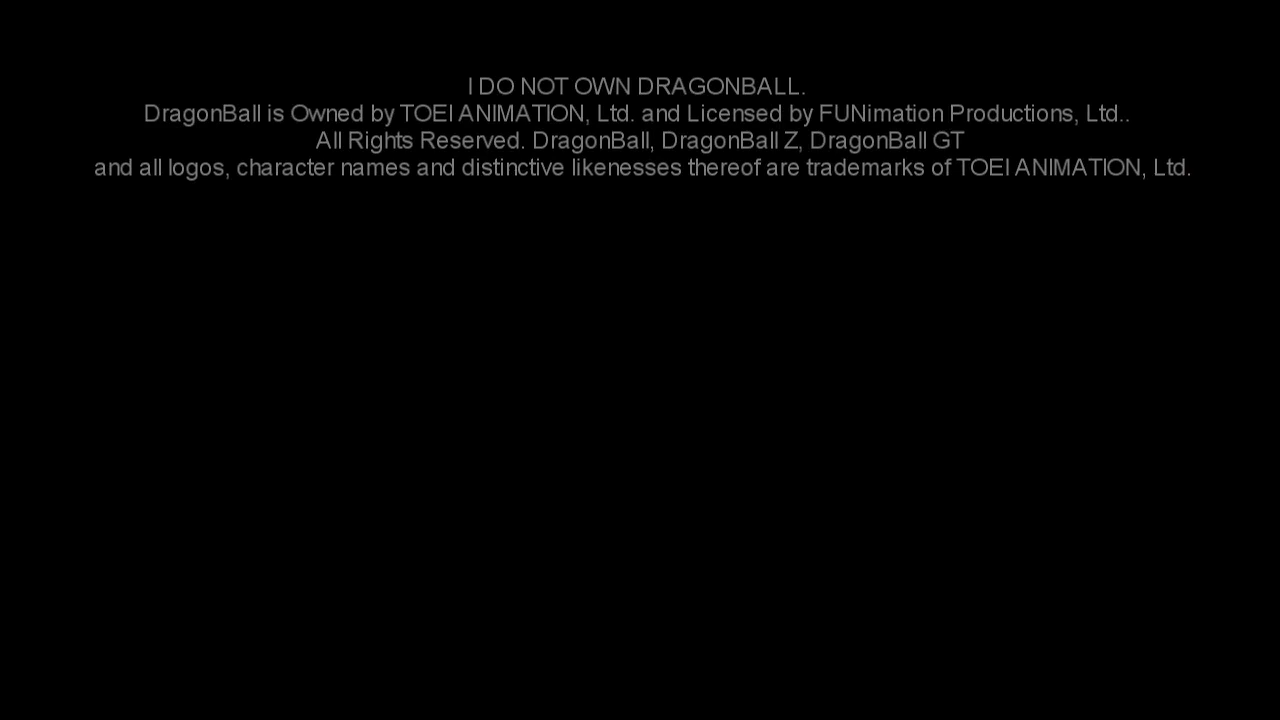 I DO NOT OWN DRAGONBALL.
DragonBall is Owned by TOEI ANIMATION, Ltd. and Licensed by FUNimation Productions, Ltd..
All Rights Reserved. DragonBall, DragonBall Z, DragonBall GT
and all logos, character names and distinctive likenesses thereof are trademarks of TOEI ANIMATION, Ltd.